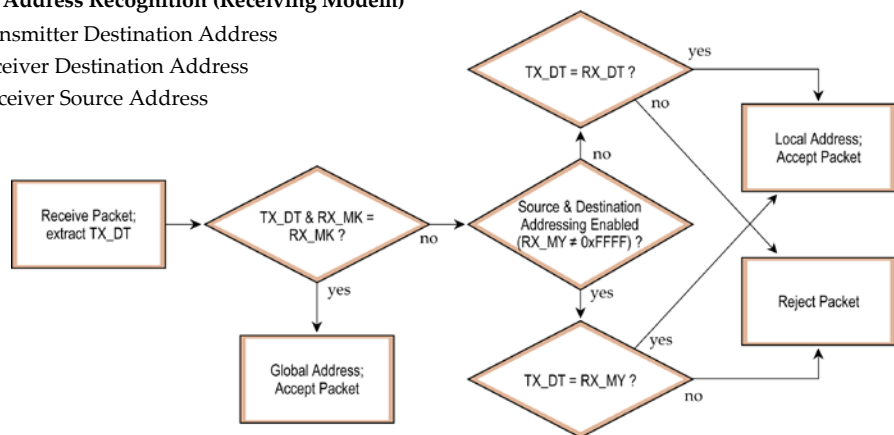 Address Recognition (Receiving Modem)
nsmitter Destination Address
ceiver Destination Address
ceiver Source Address
yes
TX_DT = RX_DT ?
no
Local Address;
Accept Packet
no
Receive Packet;
extract TX_DT
TX_DT & RX_MK =
RX_MK ?
no
Source & Destination
Addressing Enabled
(RX_MY ≠ 0xFFFF) ?
yes
yes
Reject Packet
yes
Global Address;
Accept Packet
TX_DT = RX_MY ?
no